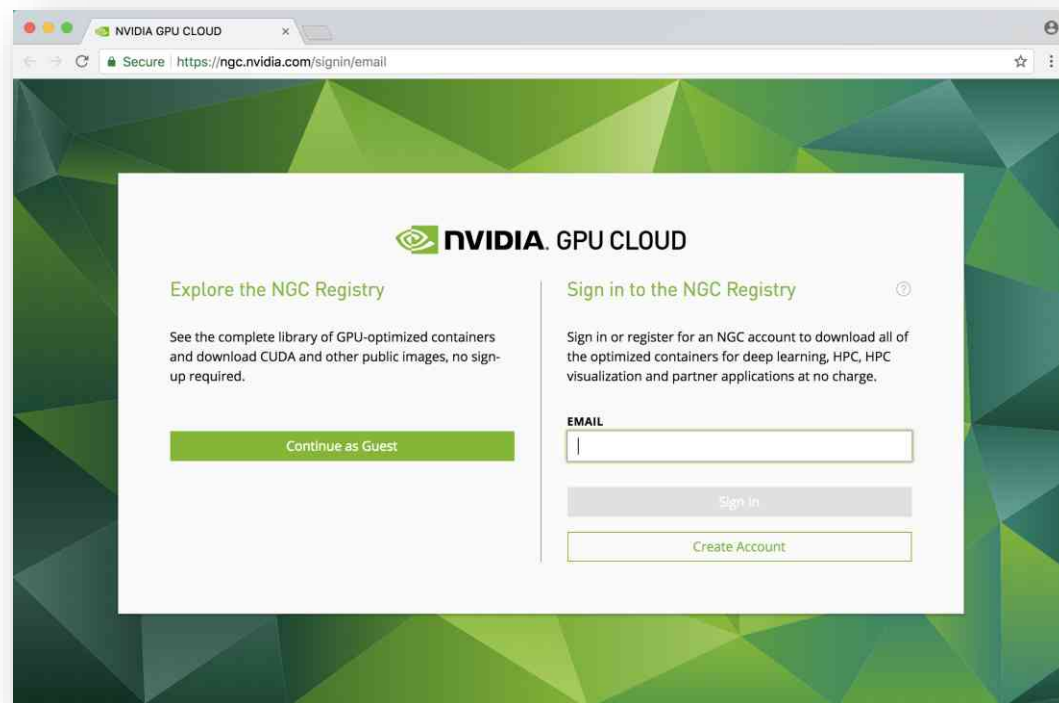 NVIDIA GPU CLOUD
Secure https://ngc.nvidia.com/signin/email
NVIDIA. GPU CLOUD
Explore the NGC Registry
See the complete library of GPU-optimized containers
and download CUDA and other public images, no sign-
up required.
Continue as Guest
Sign in to the NGC Registry
Sign in or register for an NGC account to download all of
the optimized containers for deep learning, HPC, HPC
visualization and partner applications at no charge.
EMAIL
Sign In
Create Account